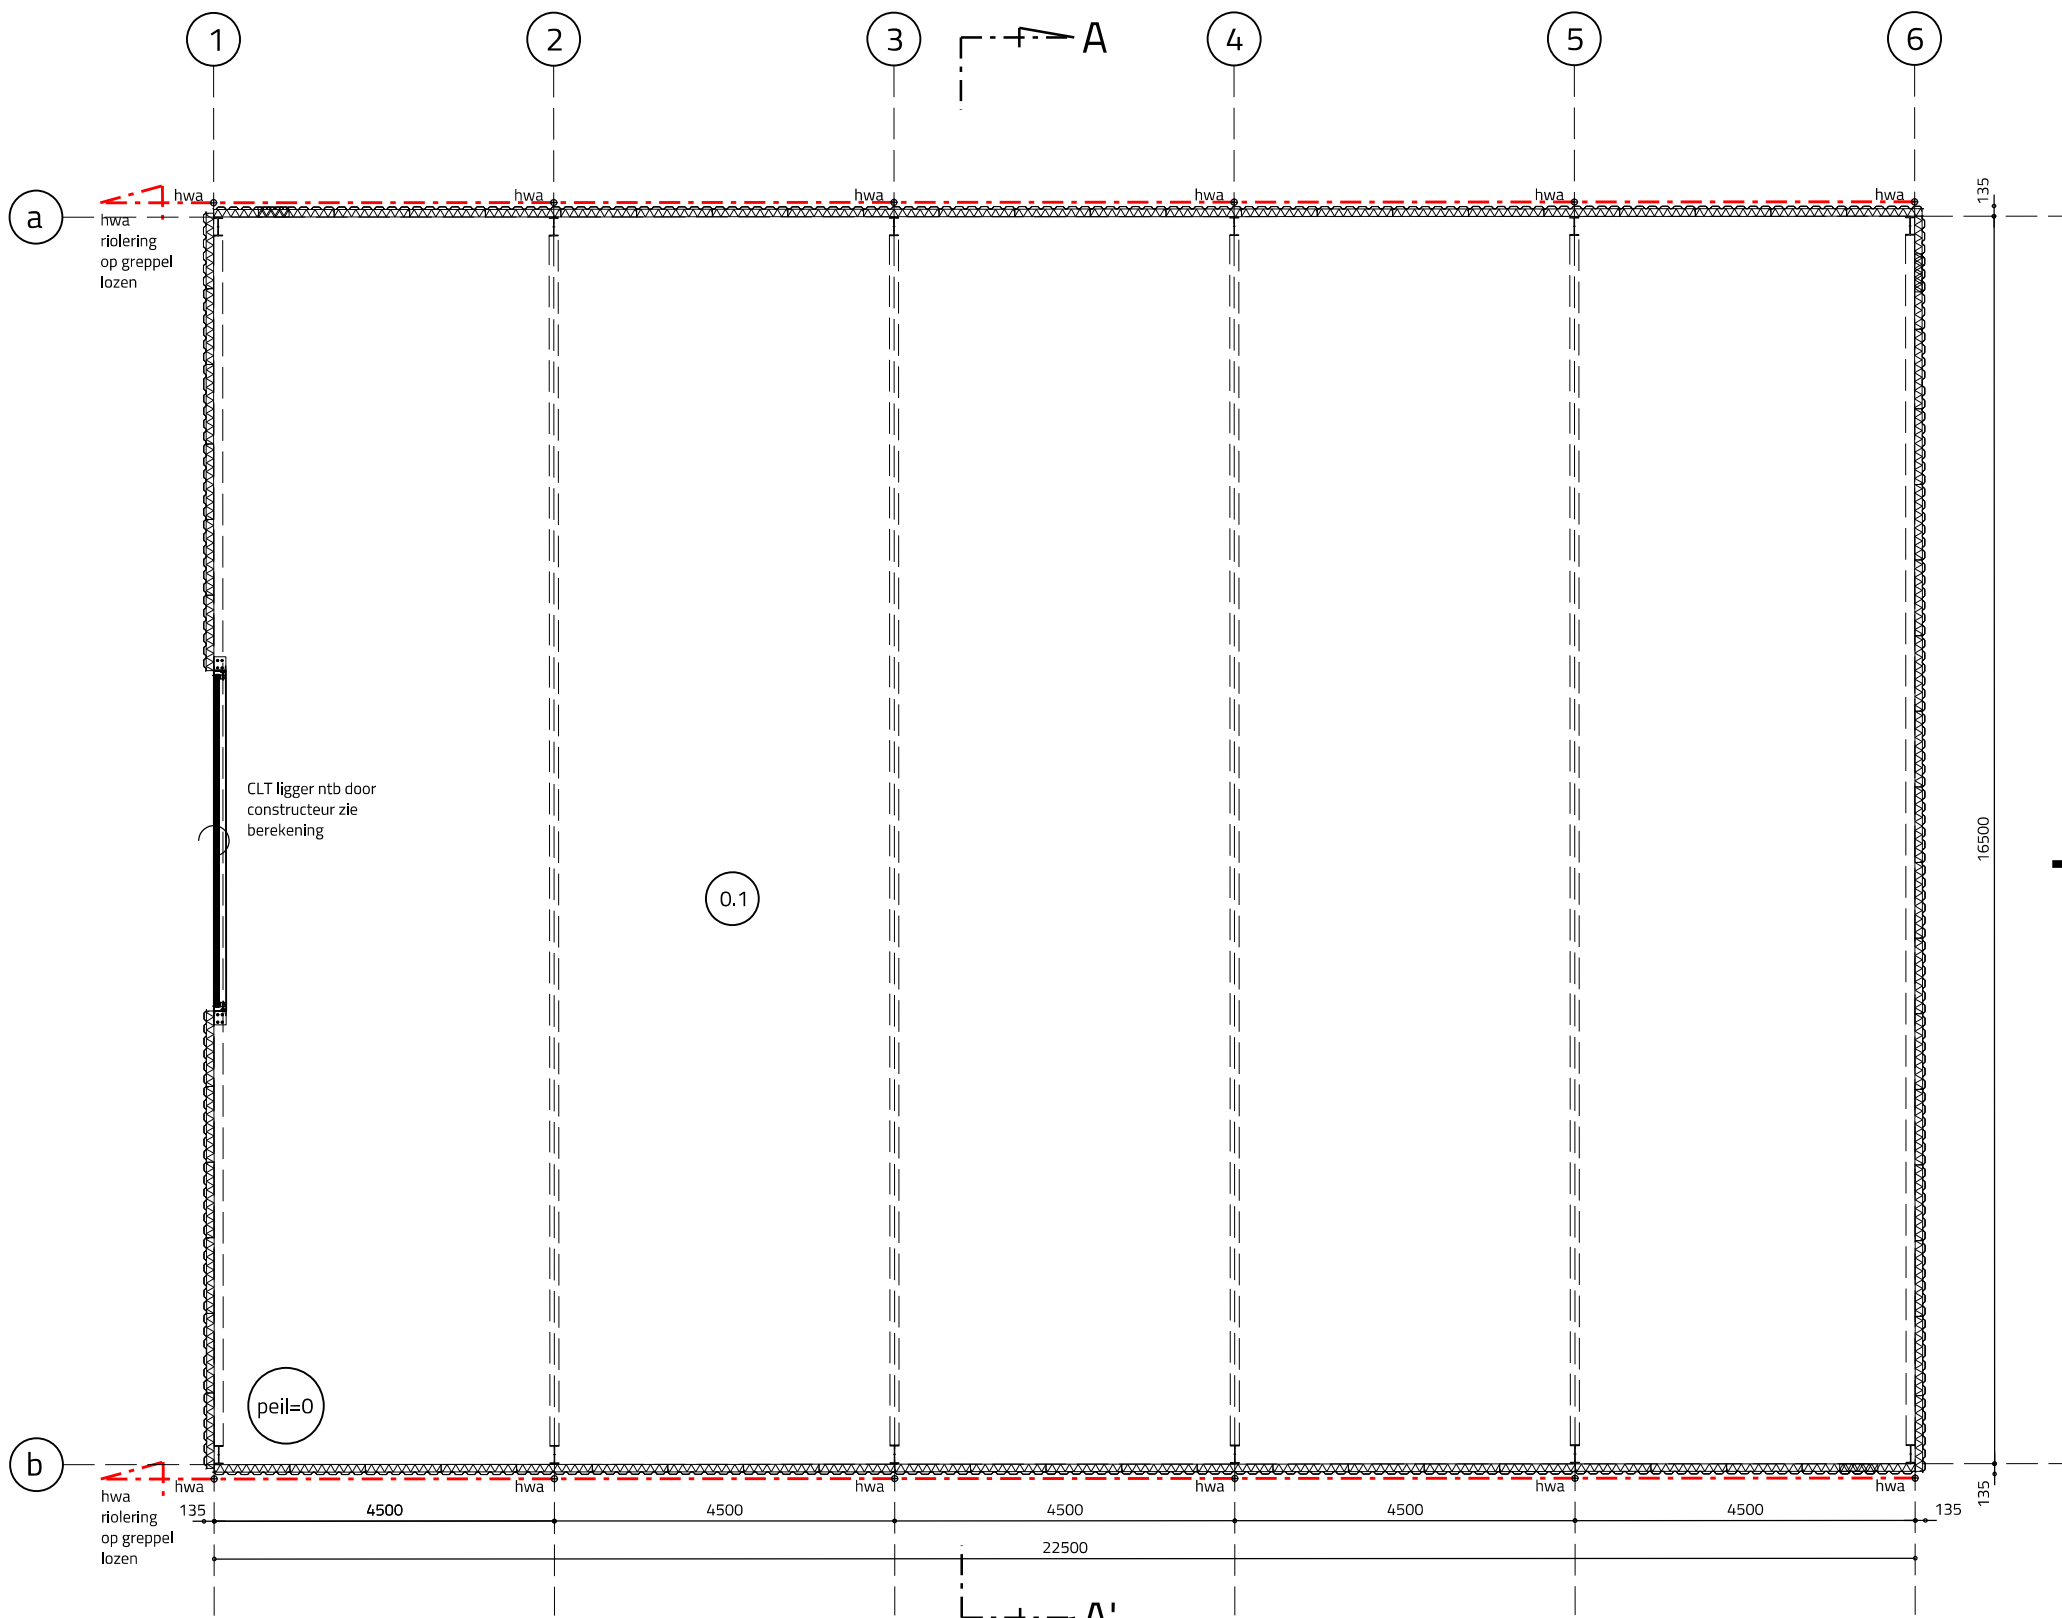 1 2 3 A 4 5 6
hwa hwa hwa hwa hwa hwa 135
a
hwa
riolering
op greppel
lozen
CLT ligger ntb door
constructeur zie
berekening
16500
0.1
peil=0
b
hwa hwa hwa hwa hwa hwa 135
hwa
riolering
op greppel
lozen
135 4500 4500 4500 4500 4500 135
22500
A'